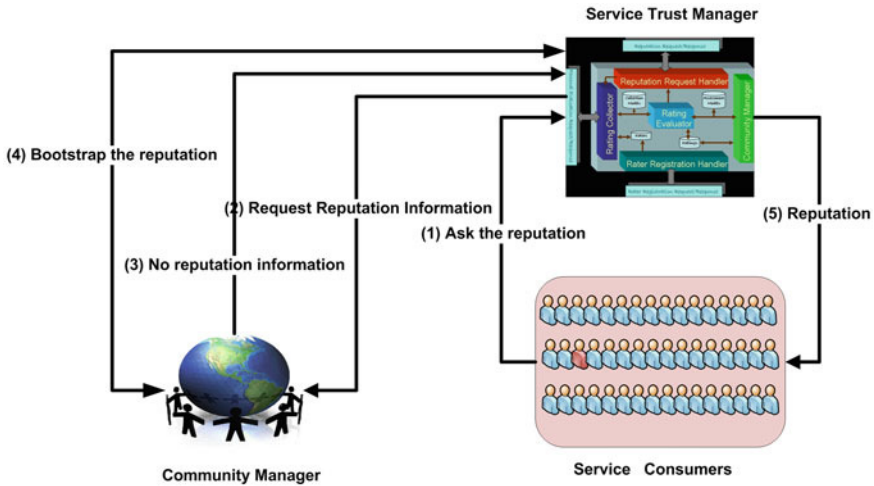 Service Trust Manager
Reputation Request Handler
Rating Collector
Rating
Evaluator
Community Manager
Rater Registration Handler
(4) Bootstrap the reputation
(2) Request Reputation Information
(1) Ask the reputation
(5) Reputation
(3) No reputation information
Community Manager
Service Consumers